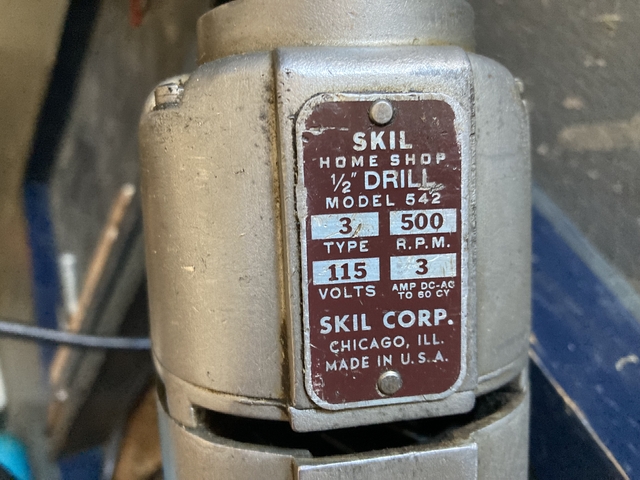 SKIL
HOME SHOP
1/2" DRILL
MODEL 542
3 500
TYPE R.P.M.
115 3
VOLTS AMP DC-AC
TO 60 CY
SKIL CORP.
CHICAGO, ILL.
MADE IN U.S.A.